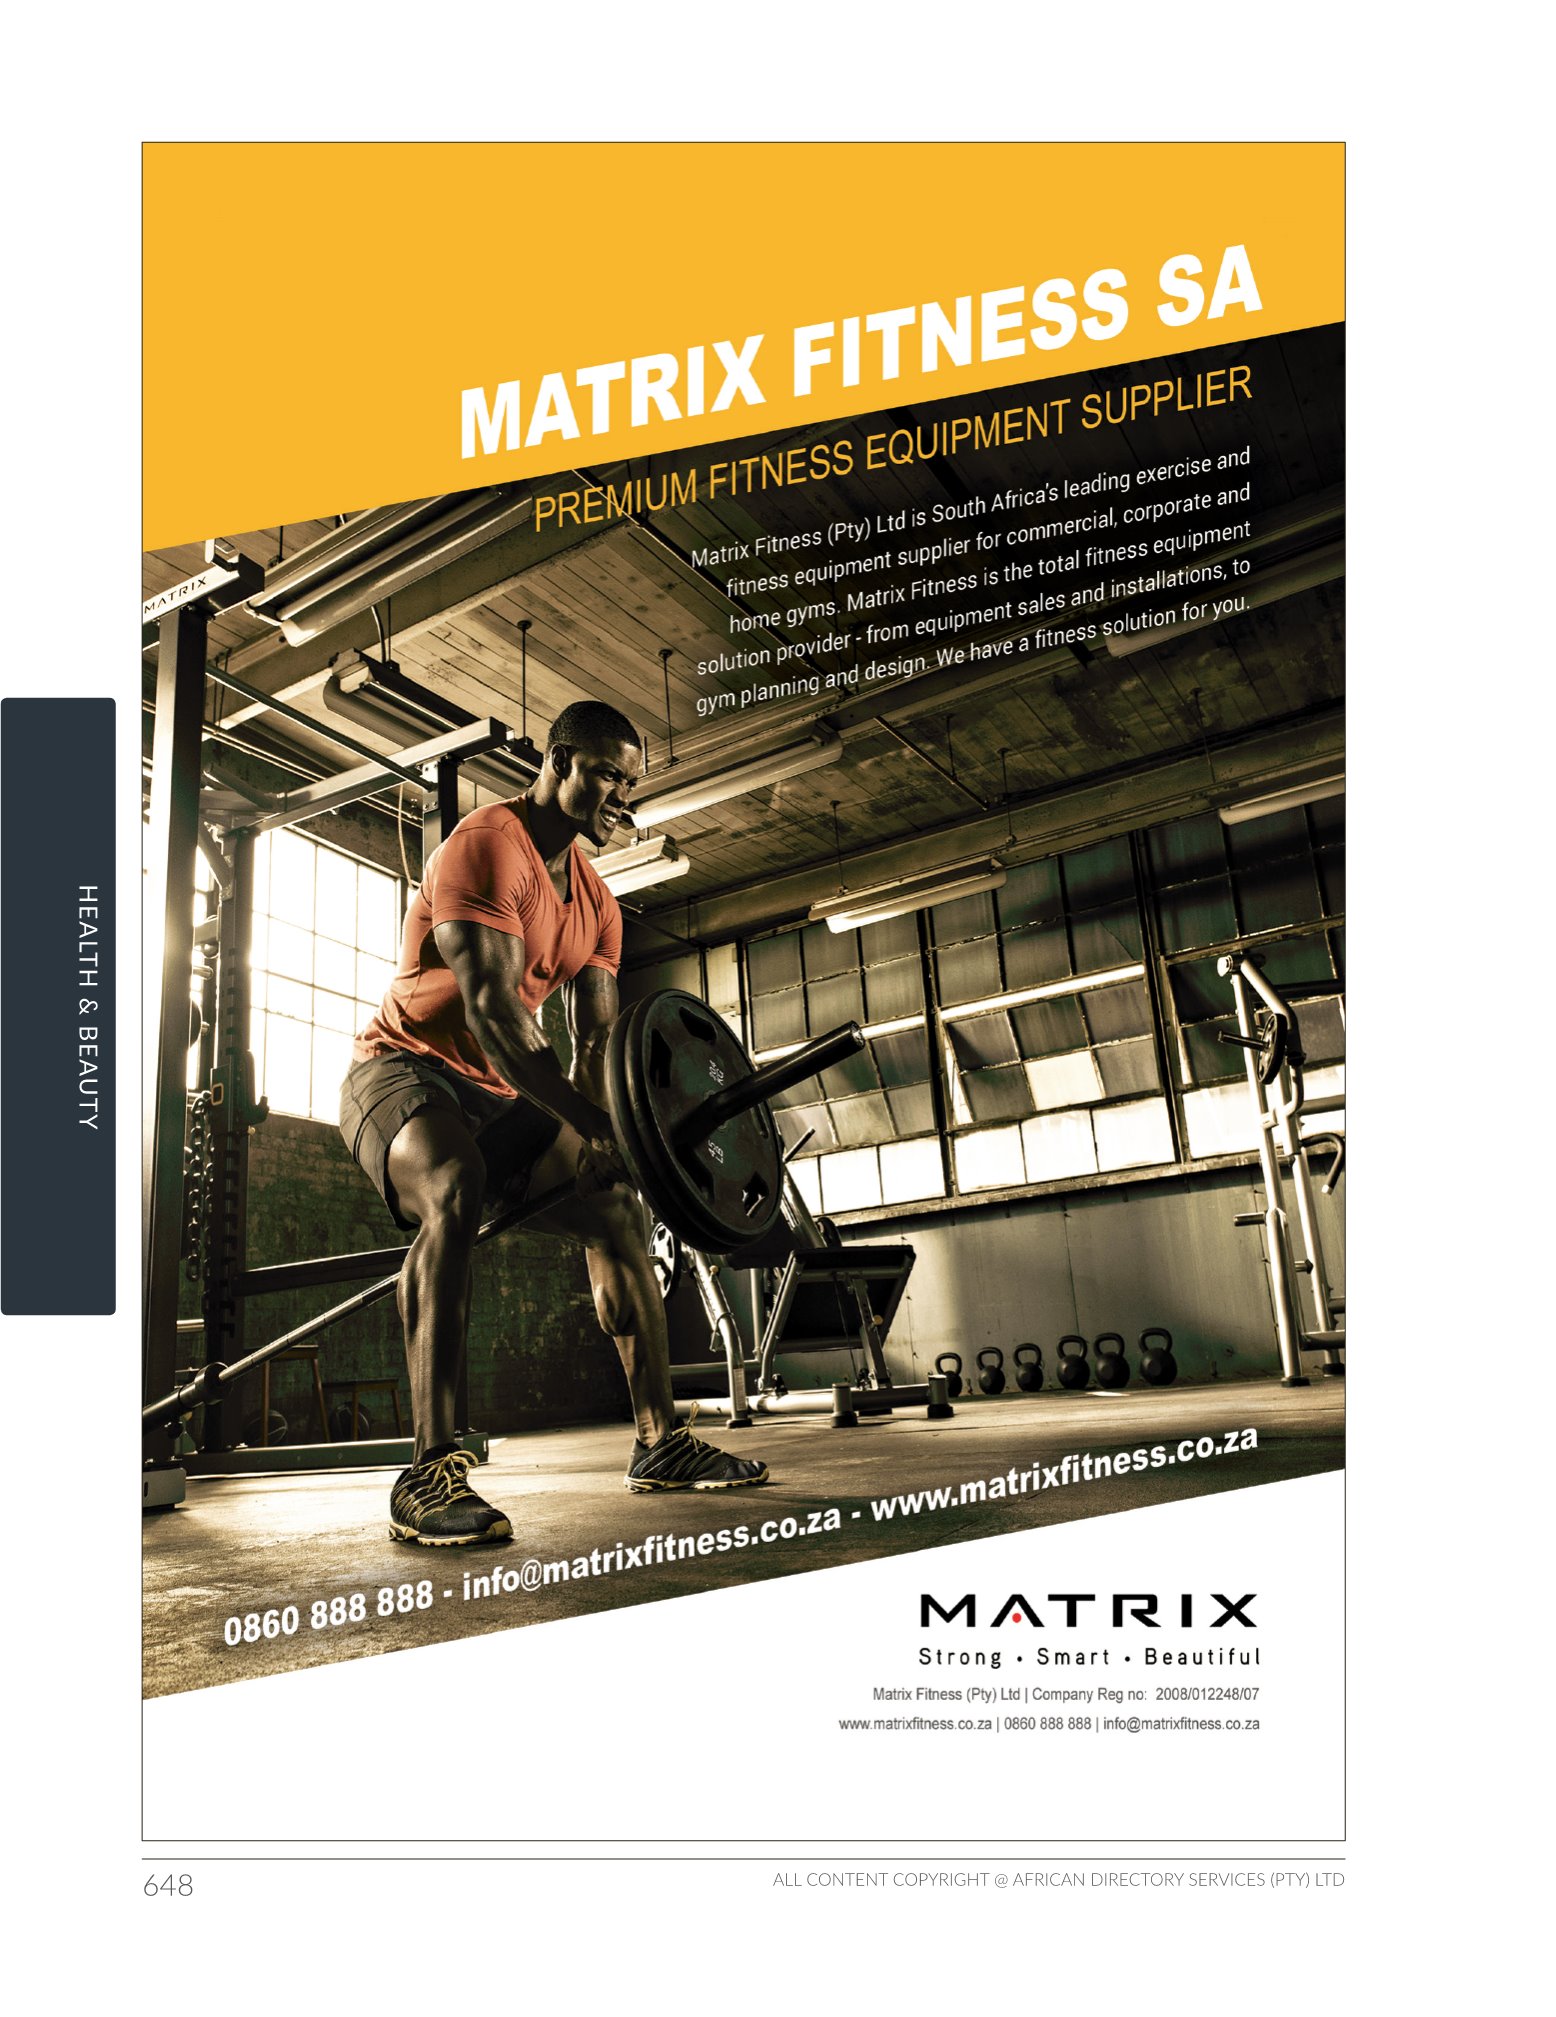 MATRIX FITNESS SA
PREMIUM FITNESS EQUIPMENT SUPPLIER
Matrix Fitness (Pty) Ltd is South Africa's leading exercise and
fitness equipment supplier for commercial, corporate and
home gyms. Matrix Fitness is the total fitness equipment
solution provider - from equipment sales and installations, to
gym planning and design. We have a fitness solution for you.
MATRIX
20.4
KG
45
LB
HEALTH & BEAUTY
0860 888 888 - info@matrixfitness.co.za - www.matrixfitness.co.za
MATRIX
Strong • Smart • Beautiful
Matrix Fitness (Pty) Ltd | Company Reg no: 2008/012248/07
www.matrixfitness.co.za | 0860 888 888 | info@matrixfitness.co.za
648
ALL CONTENT COPYRIGHT @ AFRICAN DIRECTORY SERVICES (PTY) LTD